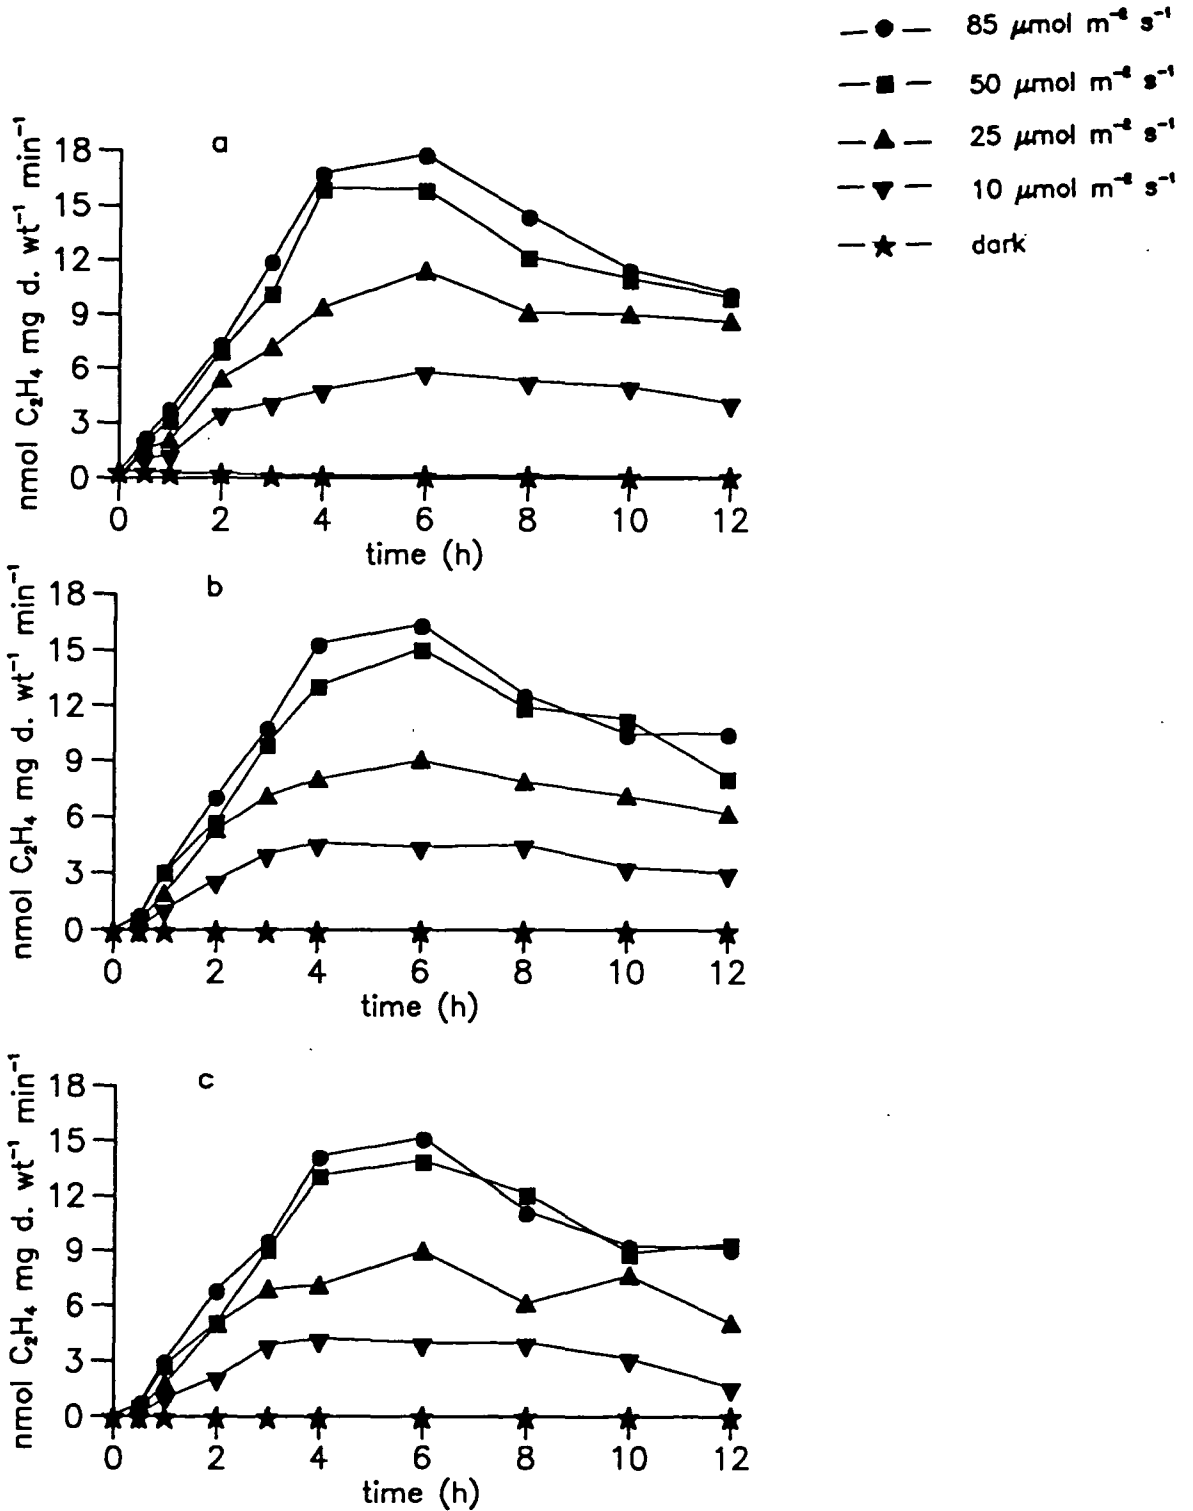 85 μmol m⁻² s⁻¹
50 μmol m⁻² s⁻¹
25 μmol m⁻² s⁻¹
10 μmol m⁻² s⁻¹
dark
a
nmol C₂H₄ mg d. wt⁻¹ min⁻¹
18
15
12
9
6
3
0
0 2 4 6 8 10 12
time (h)
b
nmol C₂H₄ mg d. wt⁻¹ min⁻¹
18
15
12
9
6
3
0
0 2 4 6 8 10 12
time (h)
c
nmol C₂H₄ mg d. wt⁻¹ min⁻¹
18
15
12
9
6
3
0
0 2 4 6 8 10 12
time (h)